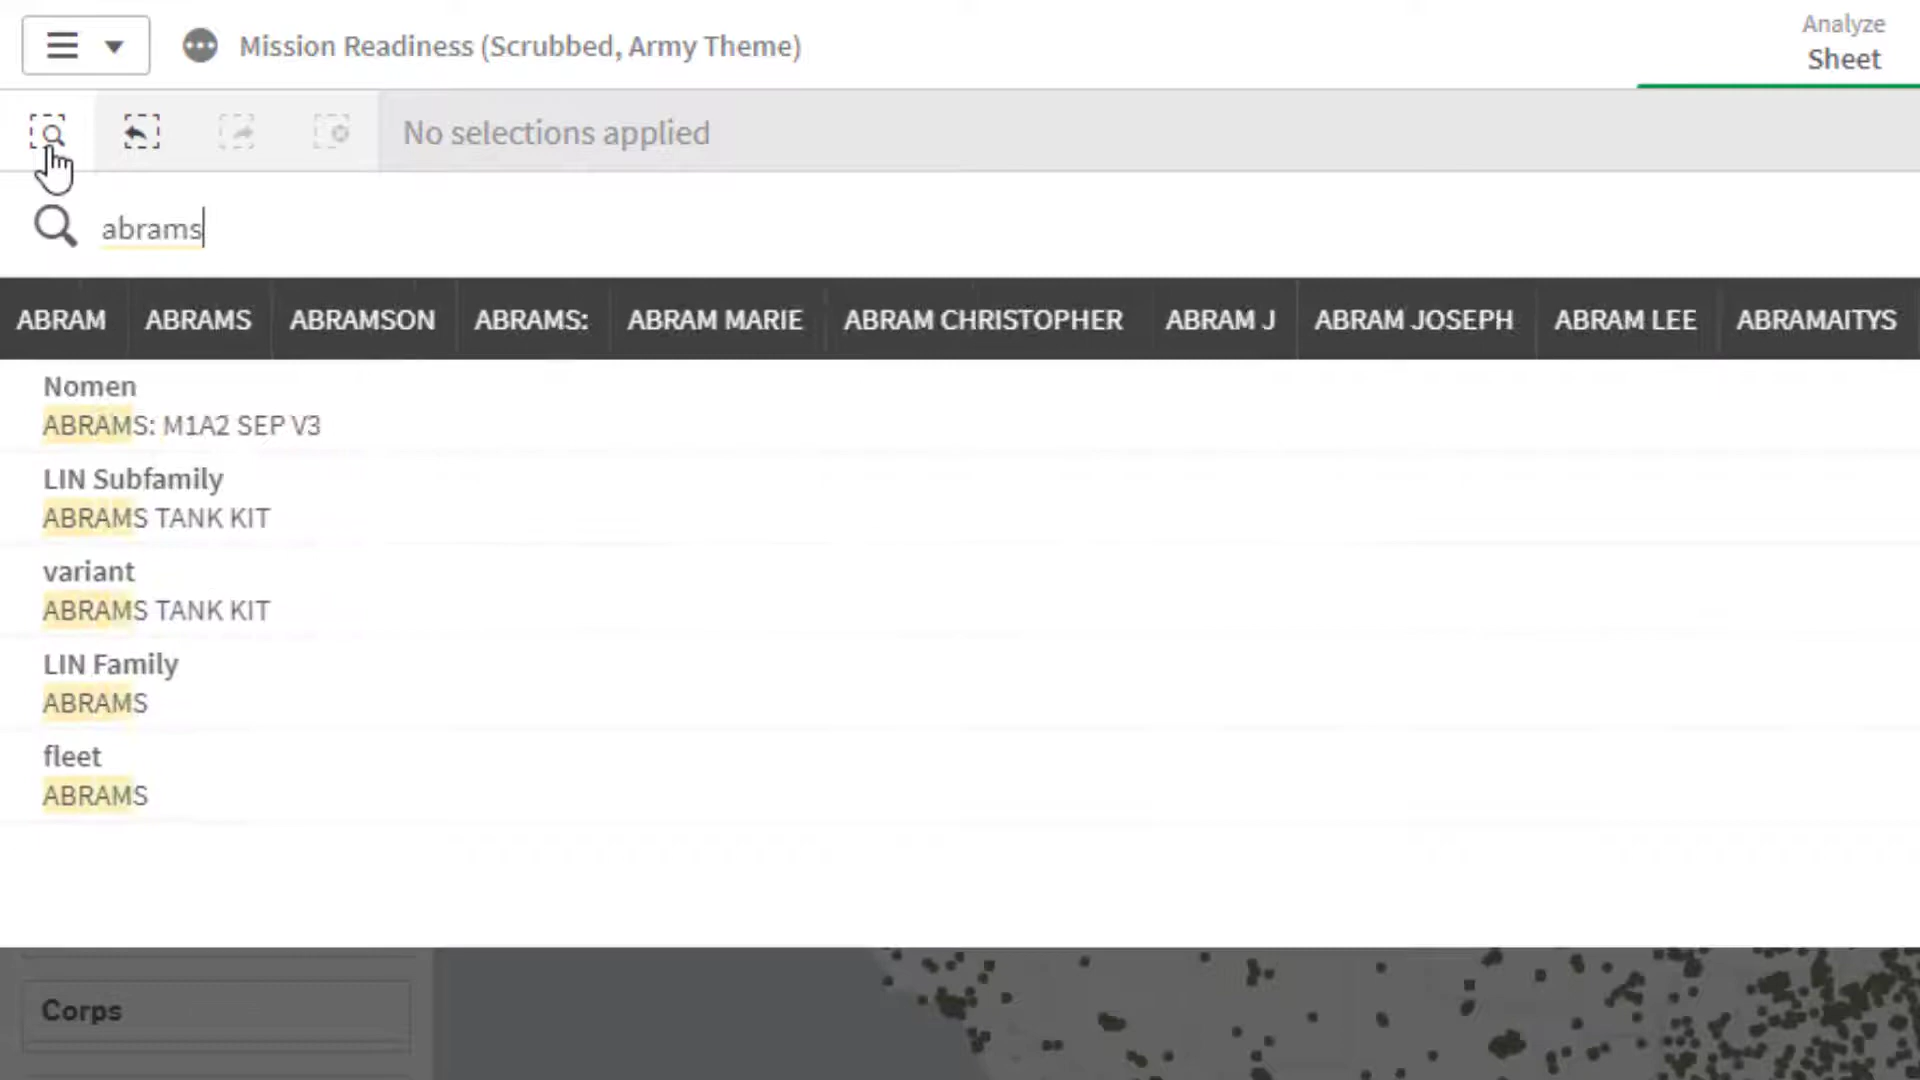 Mission Readiness (Scrubbed, Army Theme)
Analyze
Sheet
No selections applied
abrams
ABRAM ABRAMS ABRAMSON ABRAMS: ABRAM MARIE ABRAM CHRISTOPHER ABRAM J ABRAM JOSEPH ABRAM LEE ABRAMAITYS
Nomen
ABRAMS: M1A2 SEP V3
LIN Subfamily
ABRAMS TANK KIT
variant
ABRAMS TANK KIT
LIN Family
ABRAMS
fleet
ABRAMS
Corps